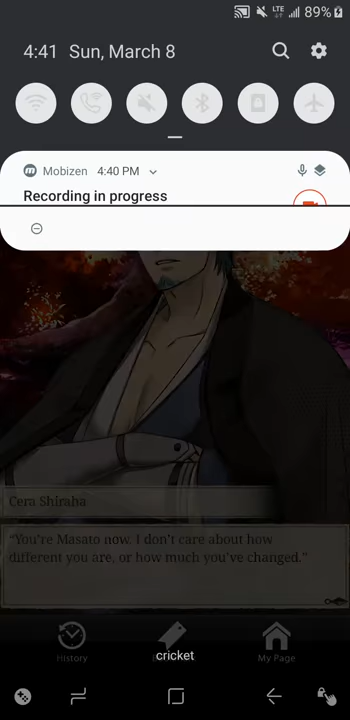 LTE 89%
4:41 Sun, March 8
Mobizen 4:40 PM
Recording in progress
Cera Shiraha
"You're Masato now. I don't care about how
different you are, or how much you've changed."
History
My Page
cricket